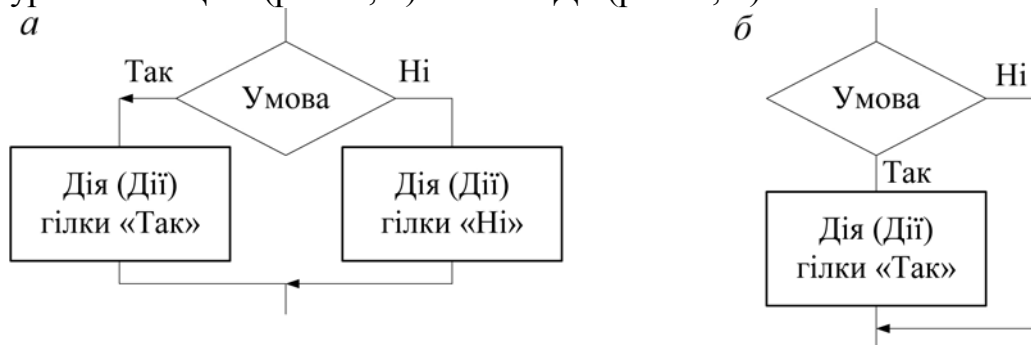 а
Так
Ні
Умова
Дія (Дії)
гілки «Так»
Дія (Дії)
гілки «Ні»
б
Ні
Умова
Так
Дія (Дії)
гілки «Так»